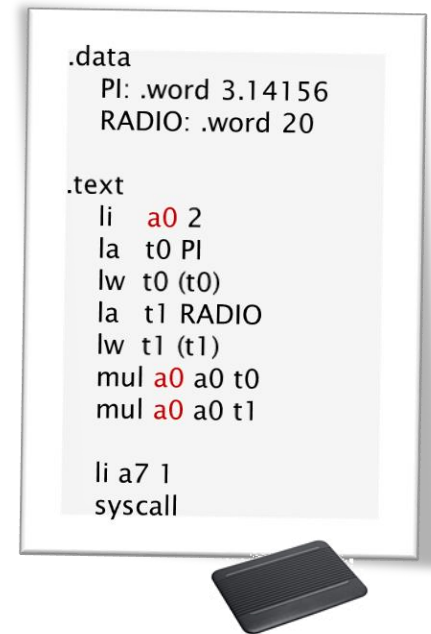 .data
PI: .word 3.14156
RADIO: .word 20
.text
li a0 2
la t0 PI
lw t0 (t0)
la t1 RADIO
lw t1 (t1)
mul a0 a0 t0
mul a0 a0 t1
li a7 1
syscall